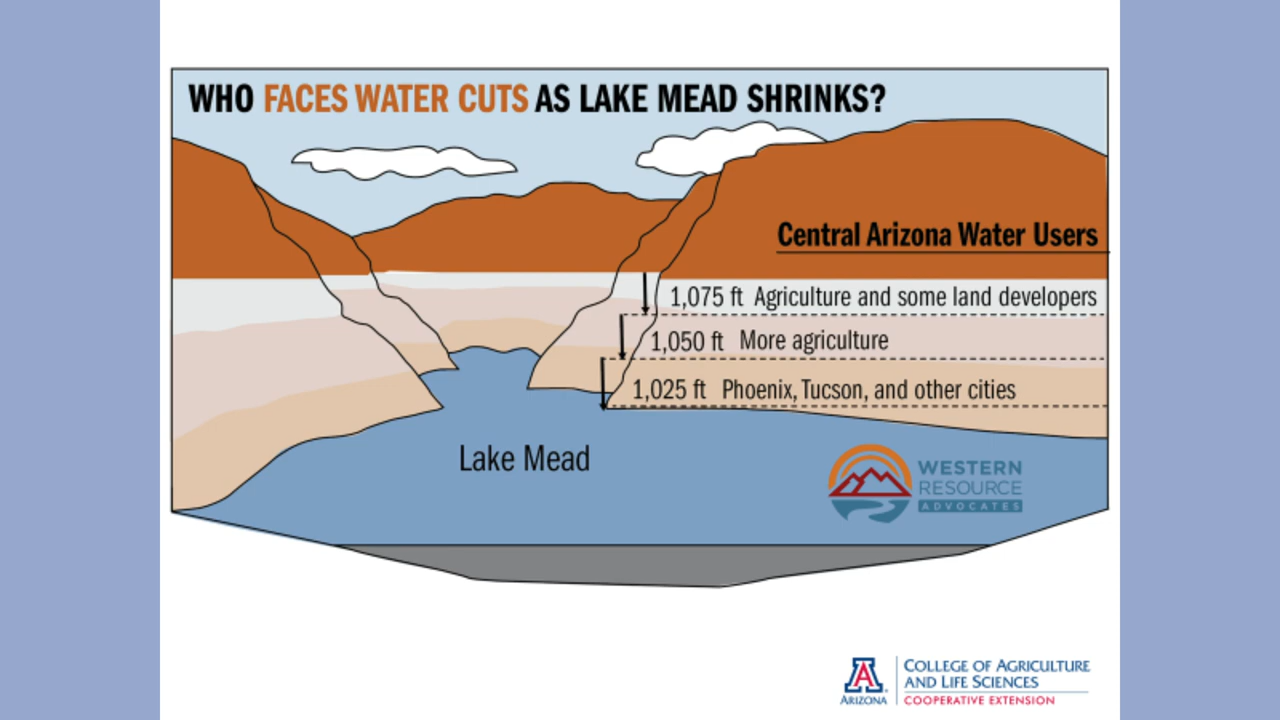 WHO FACES WATER CUTS AS LAKE MEAD SHRINKS?
Central Arizona Water Users
1,075 ft Agriculture and some land developers
1,050 ft More agriculture
1,025 ft Phoenix, Tucson, and other cities
Lake Mead
WESTERN
RESOURCE
ADVOCATES
A
ARIZONA
COLLEGE OF AGRICULTURE
AND LIFE SCIENCES
COOPERATIVE EXTENSION